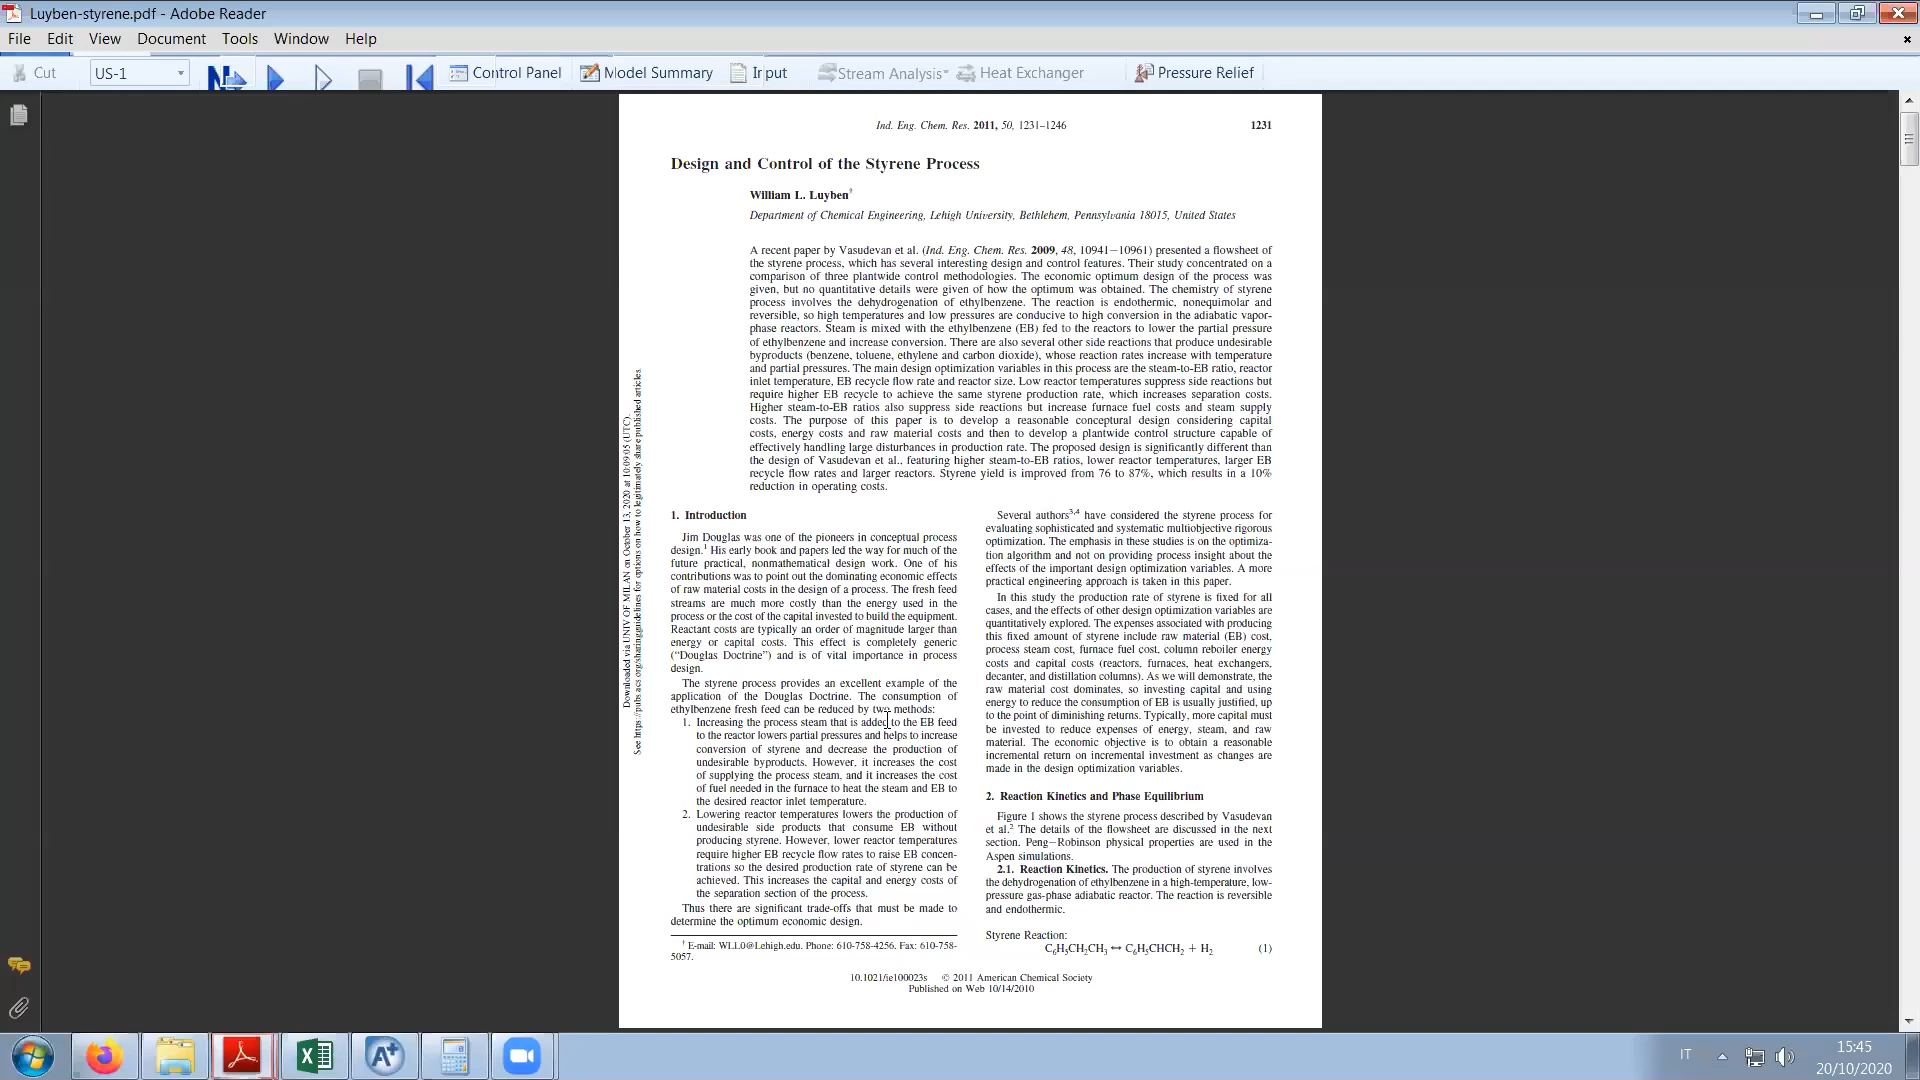 Luyben-styrene.pdf - Adobe Reader
File Edit View Document Tools Window Help
Cut US-1 Control Panel Model Summary Input Stream Analysis Heat Exchanger Pressure Relief
Ind. Eng. Chem. Res. 2011, 50, 1231–1246 1231
Design and Control of the Styrene Process
William L. Luyben†
Department of Chemical Engineering, Lehigh University, Bethlehem, Pennsylvania 18015, United States
A recent paper by Vasudevan et al. (Ind. Eng. Chem. Res. 2009, 48, 10941−10961) presented a flowsheet of
the styrene process, which has several interesting design and control features. Their study concentrated on a
comparison of three plantwide control methodologies. The economic optimum design of the process was
given, but no quantitative details were given of how the optimum was obtained. The chemistry of styrene
process involves the dehydrogenation of ethylbenzene. The reaction is endothermic, nonequimolar and
reversible, so high temperatures and low pressures are conducive to high conversion in the adiabatic vapor-
phase reactors. Steam is mixed with the ethylbenzene (EB) fed to the reactors to lower the partial pressure
of ethylbenzene and increase conversion. There are also several other side reactions that produce undesirable
byproducts (benzene, toluene, ethylene and carbon dioxide), whose reaction rates increase with temperature
and partial pressures. The main design optimization variables in this process are the steam-to-EB ratio, reactor
inlet temperature, EB recycle flow rate and reactor size. Low reactor temperatures suppress side reactions but
require higher EB recycle to achieve the same styrene production rate, which increases separation costs.
Higher steam-to-EB ratios also suppress side reactions but increase furnace fuel costs and steam supply
costs. The purpose of this paper is to develop a reasonable conceptual design considering capital
costs, energy costs and raw material costs and then to develop a plantwide control structure capable of
effectively handling large disturbances in production rate. The proposed design is significantly different than
the design of Vasudevan et al., featuring higher steam-to-EB ratios, lower reactor temperatures, larger EB
recycle flow rates and larger reactors. Styrene yield is improved from 76 to 87%, which results in a 10%
reduction in operating costs.
Downloaded via UNIV OF MILAN on October 13, 2020 at 10:09:05 (UTC).
See https://pubs.acs.org/sharingguidelines for options on how to legitimately share published articles.
1. Introduction
Jim Douglas was one of the pioneers in conceptual process
design.1 His early book and papers led the way for much of the
future practical, nonmathematical design work. One of his
contributions was to point out the dominating economic effects
of raw material costs in the design of a process. The fresh feed
streams are much more costly than the energy used in the
process or the cost of the capital invested to build the equipment.
Reactant costs are typically an order of magnitude larger than
energy or capital costs. This effect is completely generic
(“Douglas Doctrine”) and is of vital importance in process
design.
The styrene process provides an excellent example of the
application of the Douglas Doctrine. The consumption of
ethylbenzene fresh feed can be reduced by two methods:
1. Increasing the process steam that is added to the EB feed
to the reactor lowers partial pressures and helps to increase
conversion of styrene and decrease the production of
undesirable byproducts. However, it increases the cost
of supplying the process steam, and it increases the cost
of fuel needed in the furnace to heat the steam and EB to
the desired reactor inlet temperature.
2. Lowering reactor temperatures lowers the production of
undesirable side products that consume EB without
producing styrene. However, lower reactor temperatures
require higher EB recycle flow rates to raise EB concen-
trations so the desired production rate of styrene can be
achieved. This increases the capital and energy costs of
the separation section of the process.
Thus there are significant trade-offs that must be made to
determine the optimum economic design.
† E-mail: WLL0@Lehigh.edu. Phone: 610-758-4256. Fax: 610-758-
5057.
Several authors3,4 have considered the styrene process for
evaluating sophisticated and systematic multiobjective rigorous
optimization. The emphasis in these studies is on the optimiza-
tion algorithm and not on providing process insight about the
effects of the important design optimization variables. A more
practical engineering approach is taken in this paper.
In this study the production rate of styrene is fixed for all
cases, and the effects of other design optimization variables are
quantitatively explored. The expenses associated with producing
this fixed amount of styrene include raw material (EB) cost,
process steam cost, furnace fuel cost, column reboiler energy
costs and capital costs (reactors, furnaces, heat exchangers,
decanter, and distillation columns). As we will demonstrate, the
raw material cost dominates, so investing capital and using
energy to reduce the consumption of EB is usually justified, up
to the point of diminishing returns. Typically, more capital must
be invested to reduce expenses of energy, steam, and raw
material. The economic objective is to obtain a reasonable
incremental return on incremental investment as changes are
made in the design optimization variables.
2. Reaction Kinetics and Phase Equilibrium
Figure 1 shows the styrene process described by Vasudevan
et al.2 The details of the flowsheet are discussed in the next
section. Peng−Robinson physical properties are used in the
Aspen simulations.
2.1. Reaction Kinetics. The production of styrene involves
the dehydrogenation of ethylbenzene in a high-temperature, low-
pressure gas-phase adiabatic reactor. The reaction is reversible
and endothermic.
Styrene Reaction:
C6H5CH2CH3 ↔ C6H5CHCH2 + H2 (1)
10.1021/ie100023s © 2011 American Chemical Society
Published on Web 10/14/2010
IT
15:45
20/10/2020